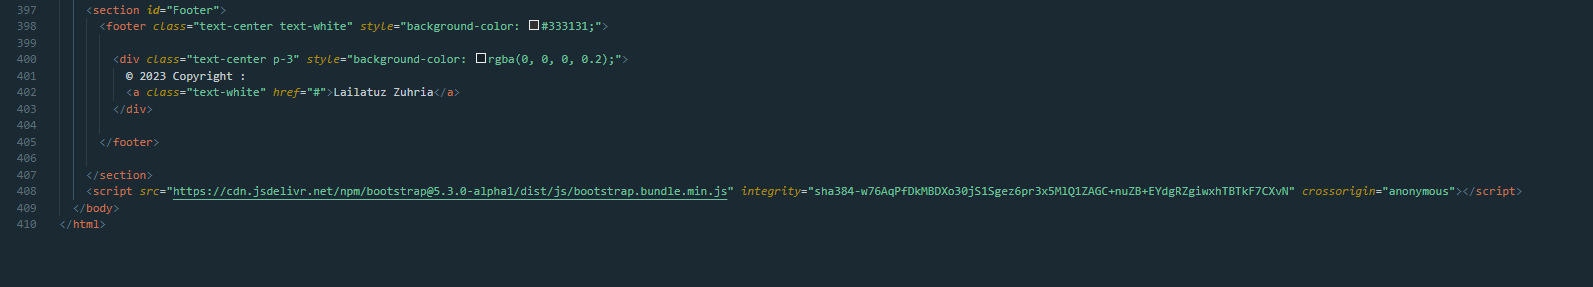 397 <section id="Footer">
398 <footer class="text-center text-white" style="background-color: #333131;">
399
400 <div class="text-center p-3" style="background-color: rgba(0, 0, 0, 0.2);">
401 © 2023 Copyright :
402 <a class="text-white" href="#">Lailatuz Zuhria</a>
403 </div>
404
405 </footer>
406
407 </section>
408 <script src="https://cdn.jsdelivr.net/npm/bootstrap@5.3.0-alpha1/dist/js/bootstrap.bundle.min.js" integrity="sha384-w76AqPfDkMBDXo30jS1Sgez6pr3x5MlQ1ZAGC+nuZB+EYdgRZgiwxhTBTkF7CXvN" crossorigin="anonymous"></script>
409 </body>
410 </html>